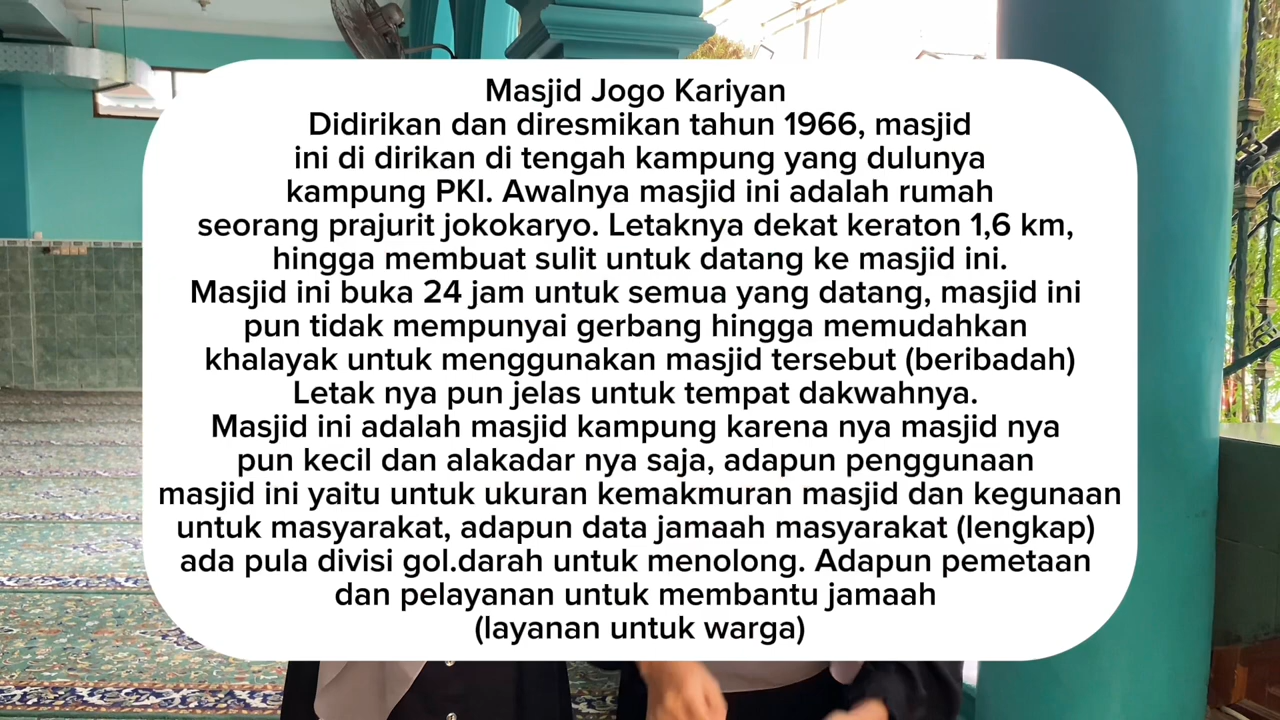 Masjid Jogo Kariyan
Didirikan dan diresmikan tahun 1966, masjid
ini di dirikan di tengah kampung yang dulunya
kampung PKI. Awalnya masjid ini adalah rumah
seorang prajurit jokokaryo. Letaknya dekat keraton 1,6 km,
hingga membuat sulit untuk datang ke masjid ini.
Masjid ini buka 24 jam untuk semua yang datang, masjid ini
pun tidak mempunyai gerbang hingga memudahkan
khalayak untuk menggunakan masjid tersebut (beribadah)
Letak nya pun jelas untuk tempat dakwahnya.
Masjid ini adalah masjid kampung karena nya masjid nya
pun kecil dan alakadar nya saja, adapun penggunaan
masjid ini yaitu untuk ukuran kemakmuran masjid dan kegunaan
untuk masyarakat, adapun data jamaah masyarakat (lengkap)
ada pula divisi gol.darah untuk menolong. Adapun pemetaan
dan pelayanan untuk membantu jamaah
(layanan untuk warga)